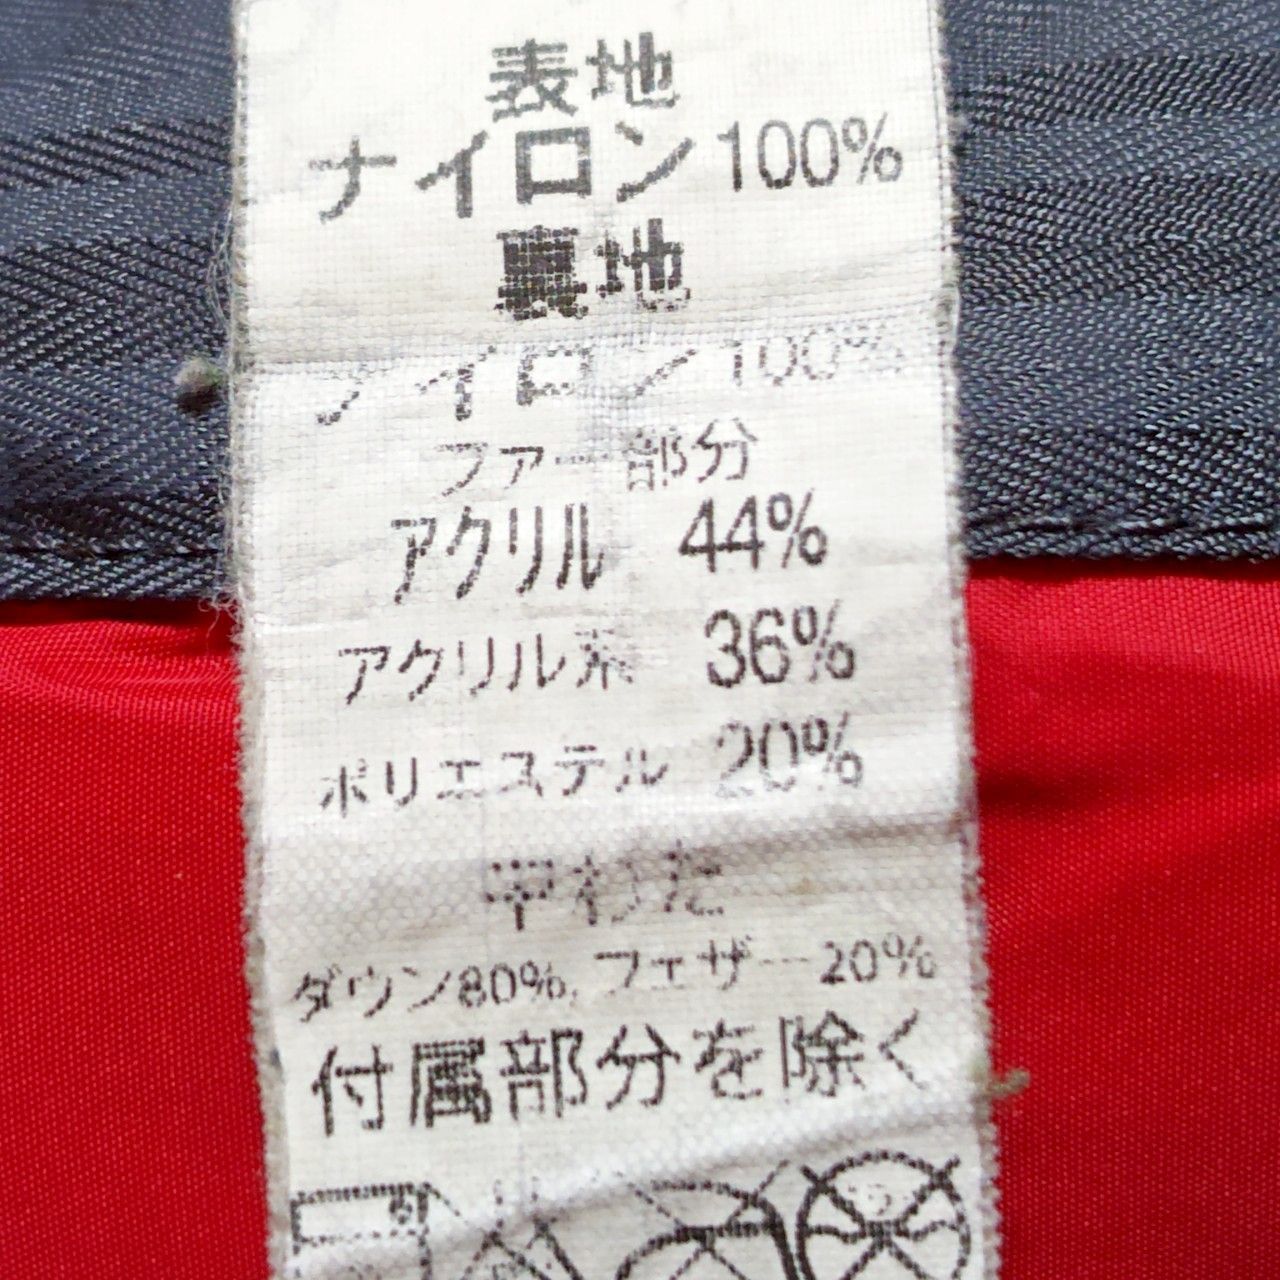 表地
ナイロン100%
裏地
ナイロン100%
ファー部分
アクリル 44%
アクリル系 36%
ポリエステル 20%
中わた
ダウン80%, フェザー20%
付属部分を除く